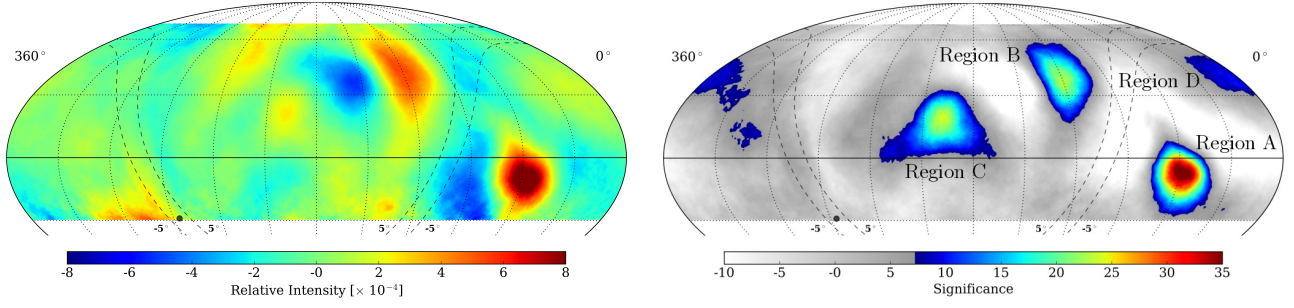 360° 0°
-5° 5° 5° -5°
-8 -6 -4 -2 -0 2 4 6 8
Relative Intensity [× 10⁻⁴]
Region B
360° 0°
Region D
Region A
Region C
-5° 5° 5° -5°
-10 -5 -0 5 10 15 20 25 30 35
Significance